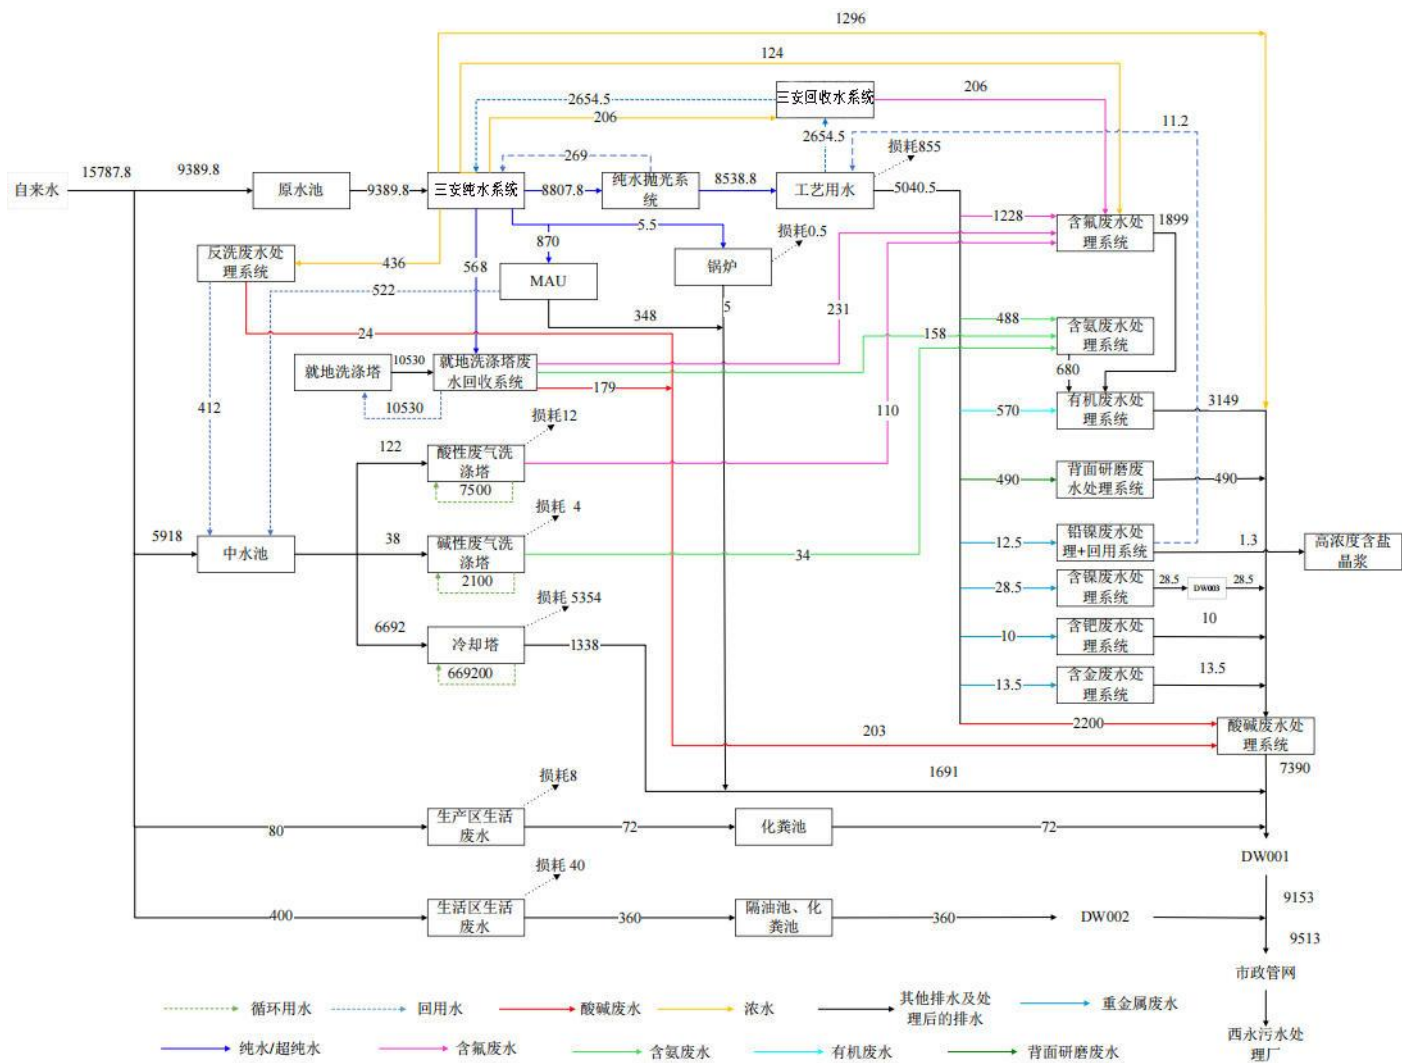 1296
124
三安回收水系统
206
2654.5
206
11.2
2654.5
损耗855
269
15787.8
9389.8
自来水
原水池
9389.8
三安纯水系统
8807.8
纯水抛光系
统
8538.8
工艺用水
5040.5
1228
含氟废水处
理系统
1899
5.5
损耗0.5
870
反洗废水处
理系统
436
568
MAU
锅炉
522
348
5
231
24
488
含氨废水处
理系统
158
就地洗涤塔
10530
就地洗涤塔废
水回收系统
680
10530
179
412
110
570
有机废水处
理系统
3149
损耗12
122
酸性废气洗
涤塔
7500
490
背面研磨废
水处理系统
490
损耗 4
5918
中水池
38
碱性废气洗
涤塔
2100
34
12.5
铅镍废水处
理+回用系统
1.3
高浓度含盐
晶浆
28.5
含镍废水处
理系统
28.5
DW003
28.5
损耗 5354
6692
冷却塔
1338
669200
10
含钯废水处
理系统
10
13.5
含金废水处
理系统
13.5
2200
酸碱废水处
理系统
203
7390
1691
损耗8
80
生产区生活
废水
72
化粪池
72
DW001
损耗 40
400
生活区生活
废水
360
隔油池、化
粪池
360
DW002
9153
9513
市政管网
西永污水处
理厂
循环用水
回用水
酸碱废水
浓水
其他排水及处
理后的排水
重金属废水
纯水/超纯水
含氟废水
含氨废水
有机废水
背面研磨废水